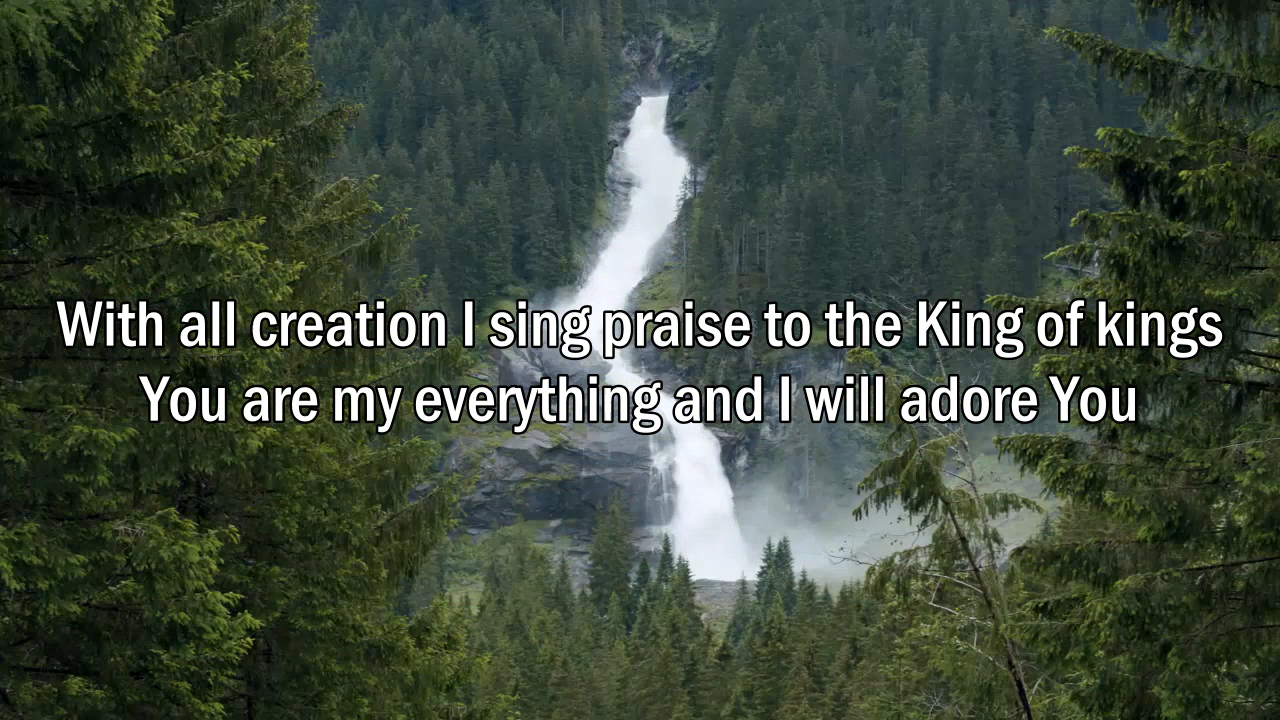 With all creation I sing praise to the King of kings
You are my everything and I will adore You